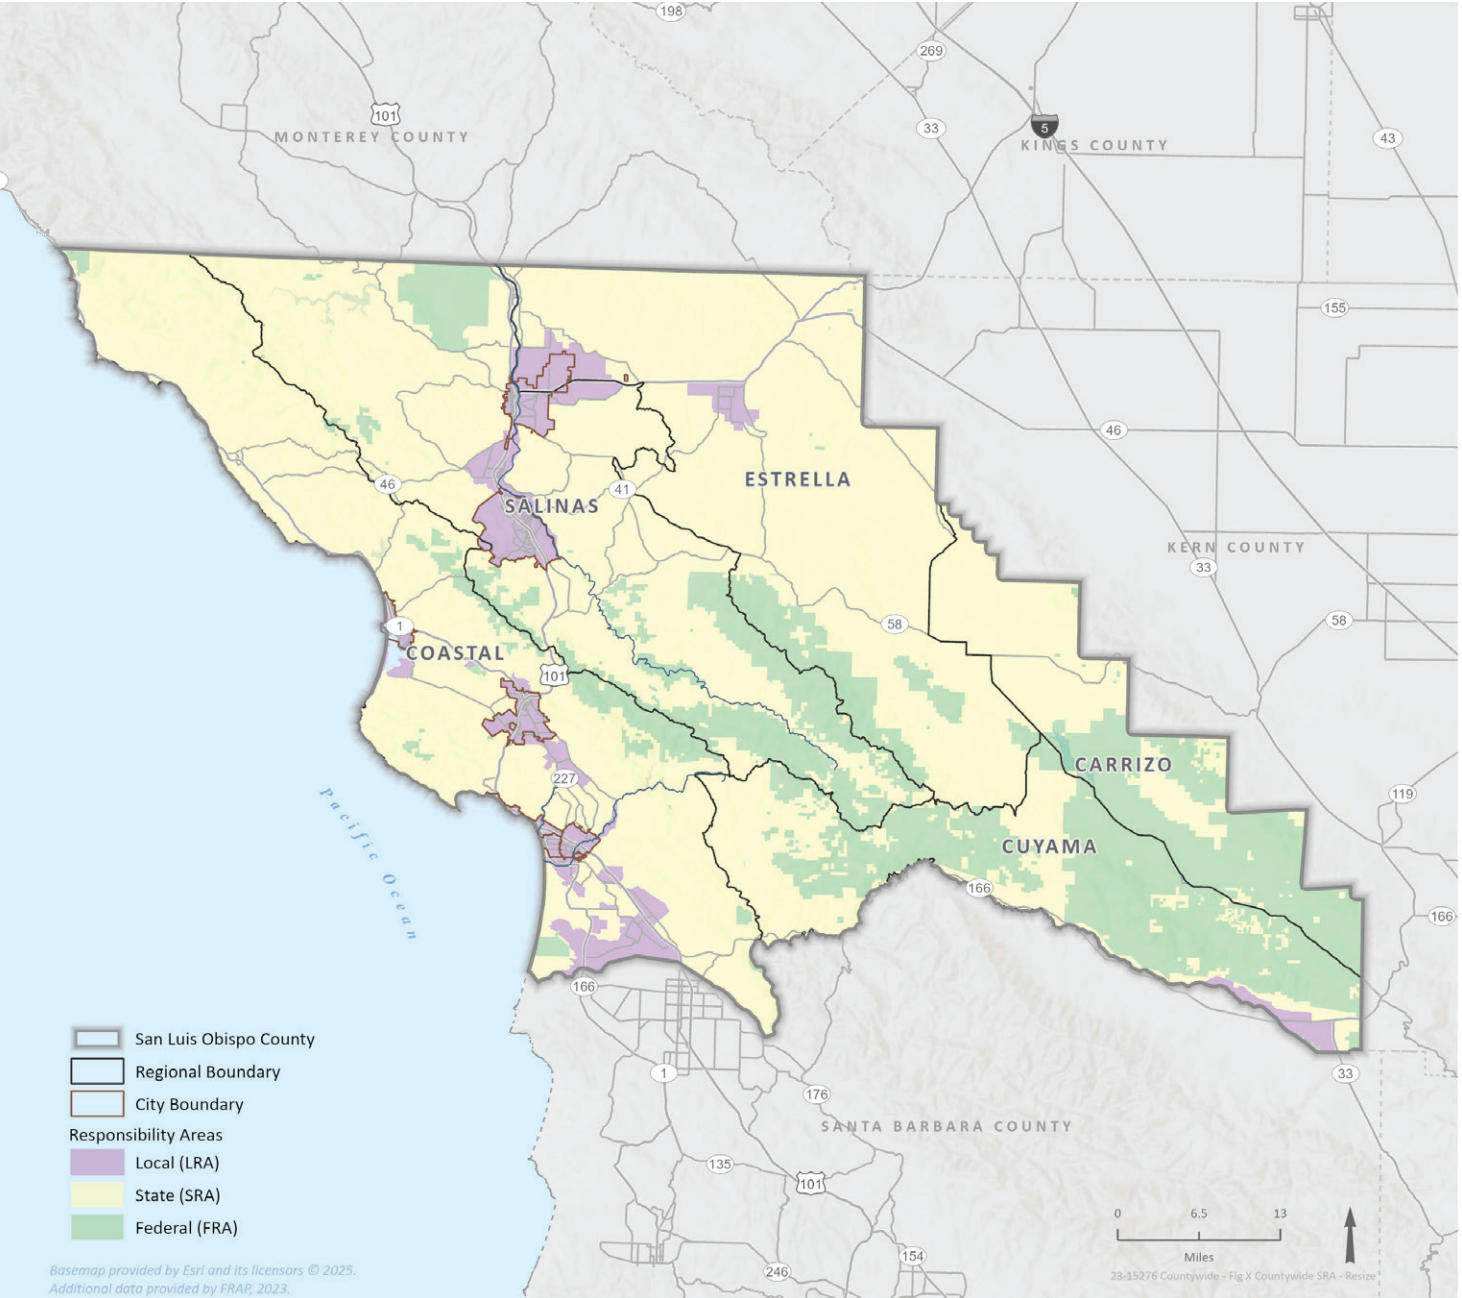 198
269
101
MONTEREY COUNTY
33
5
KINGS COUNTY
43
155
46
46
ESTRELLA
41
SALINAS
KERN COUNTY
33
58
58
1
COASTAL
101
CARRIZO
227
119
Pacific Ocean
CUYAMA
166
166
166
San Luis Obispo County
Regional Boundary
City Boundary
Responsibility Areas
Local (LRA)
State (SRA)
Federal (FRA)
1
33
176
SANTA BARBARA COUNTY
135
101
0 6.5 13
Miles
154
246
23-15276 Countywide - Fig X Countywide SRA - Resize
Basemap provided by Esri and its licensors © 2025.
Additional data provided by FRAP, 2023.